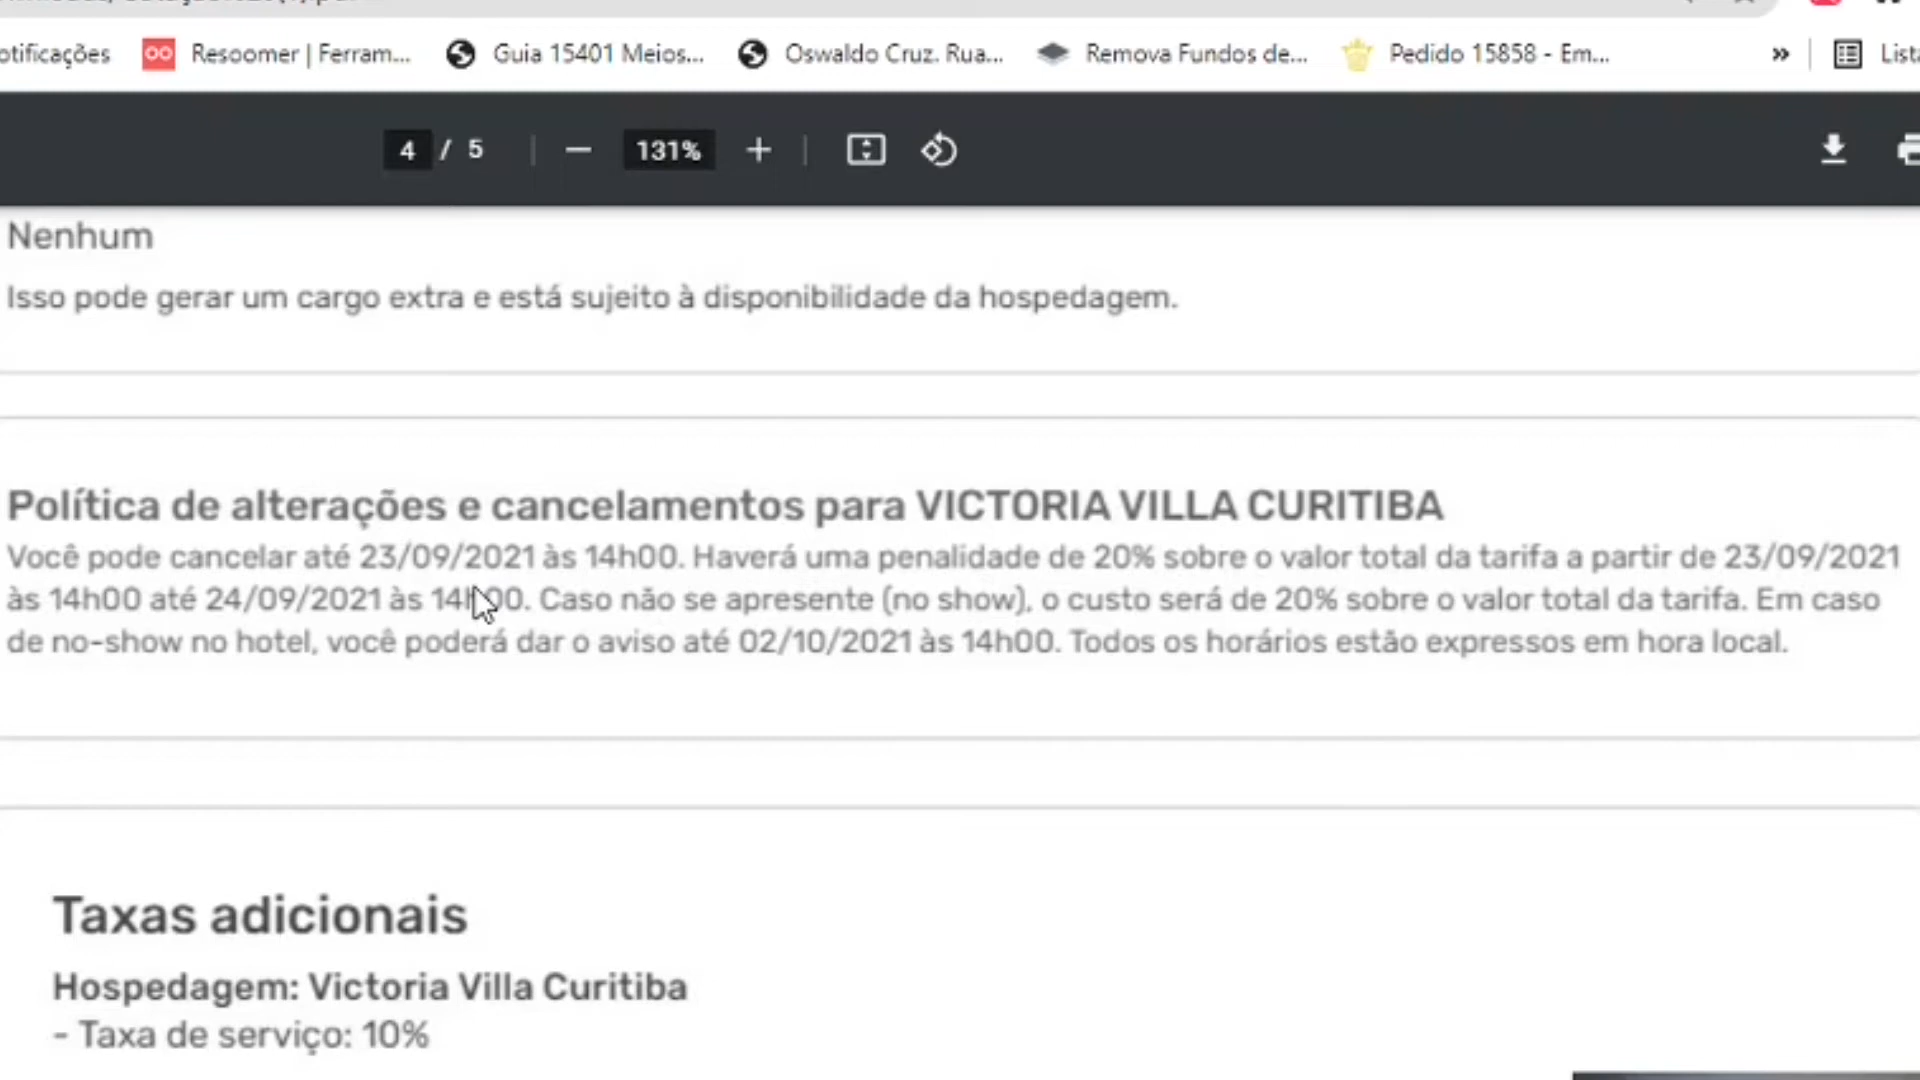 otificações Resoomer | Ferram... Guia 15401 Meios... Oswaldo Cruz. Rua... Remova Fundos de... Pedido 15858 - Em... » List
4 / 5 — 131% +
Nenhum
Isso pode gerar um cargo extra e está sujeito à disponibilidade da hospedagem.
Política de alterações e cancelamentos para VICTORIA VILLA CURITIBA
Você pode cancelar até 23/09/2021 às 14h00. Haverá uma penalidade de 20% sobre o valor total da tarifa a partir de 23/09/2021
às 14h00 até 24/09/2021 às 14h00. Caso não se apresente (no show), o custo será de 20% sobre o valor total da tarifa. Em caso
de no-show no hotel, você poderá dar o aviso até 02/10/2021 às 14h00. Todos os horários estão expressos em hora local.
Taxas adicionais
Hospedagem: Victoria Villa Curitiba
- Taxa de serviço: 10%